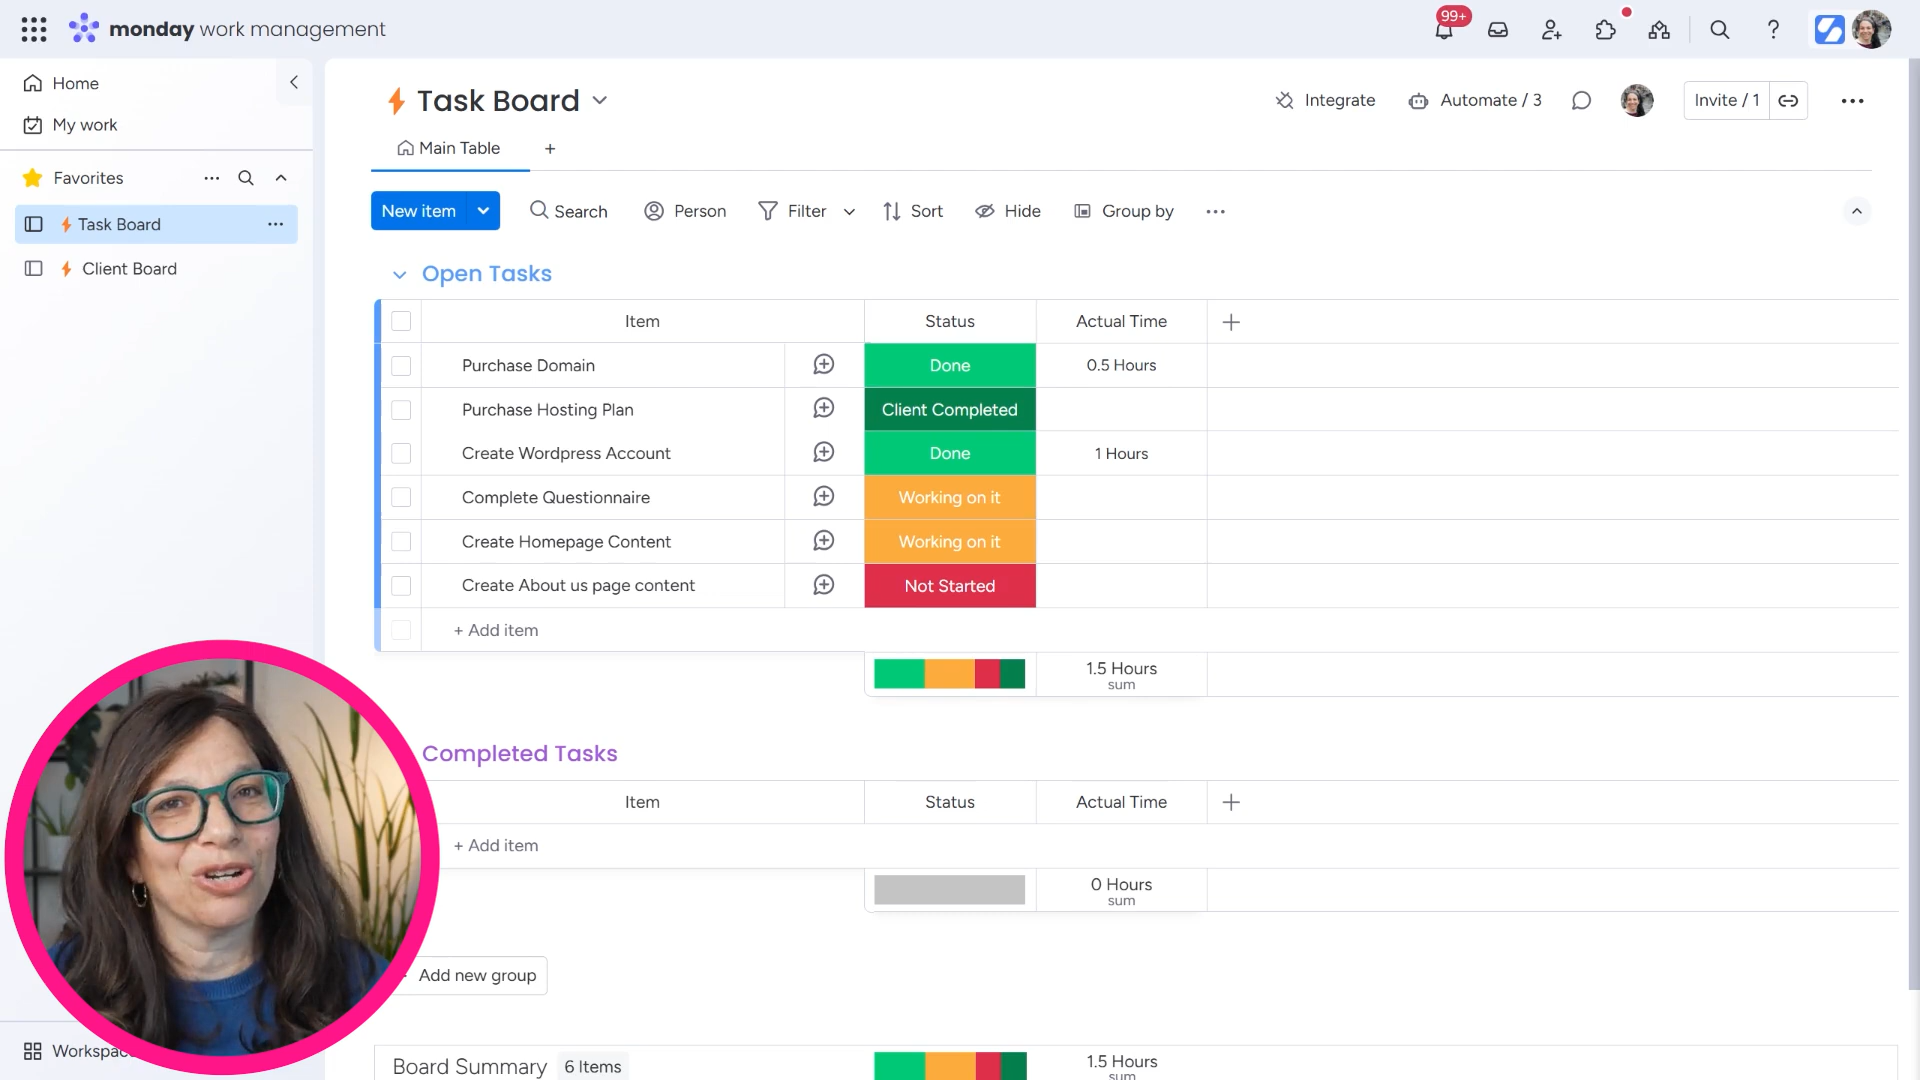 monday work management
99+
Home
My work
Favorites
Task Board
Client Board
Workspac
Task Board
Integrate
Automate / 3
Invite / 1
Main Table
New item
Search
Person
Filter
Sort
Hide
Group by
Open Tasks
Item Status Actual Time
Purchase Domain Done 0.5 Hours
Purchase Hosting Plan Client Completed
Create Wordpress Account Done 1 Hours
Complete Questionnaire Working on it
Create Homepage Content Working on it
Create About us page content Not Started
+ Add item
1.5 Hours
sum
Completed Tasks
Item Status Actual Time
+ Add item
0 Hours
sum
Add new group
Board Summary 6 Items 1.5 Hours
sum